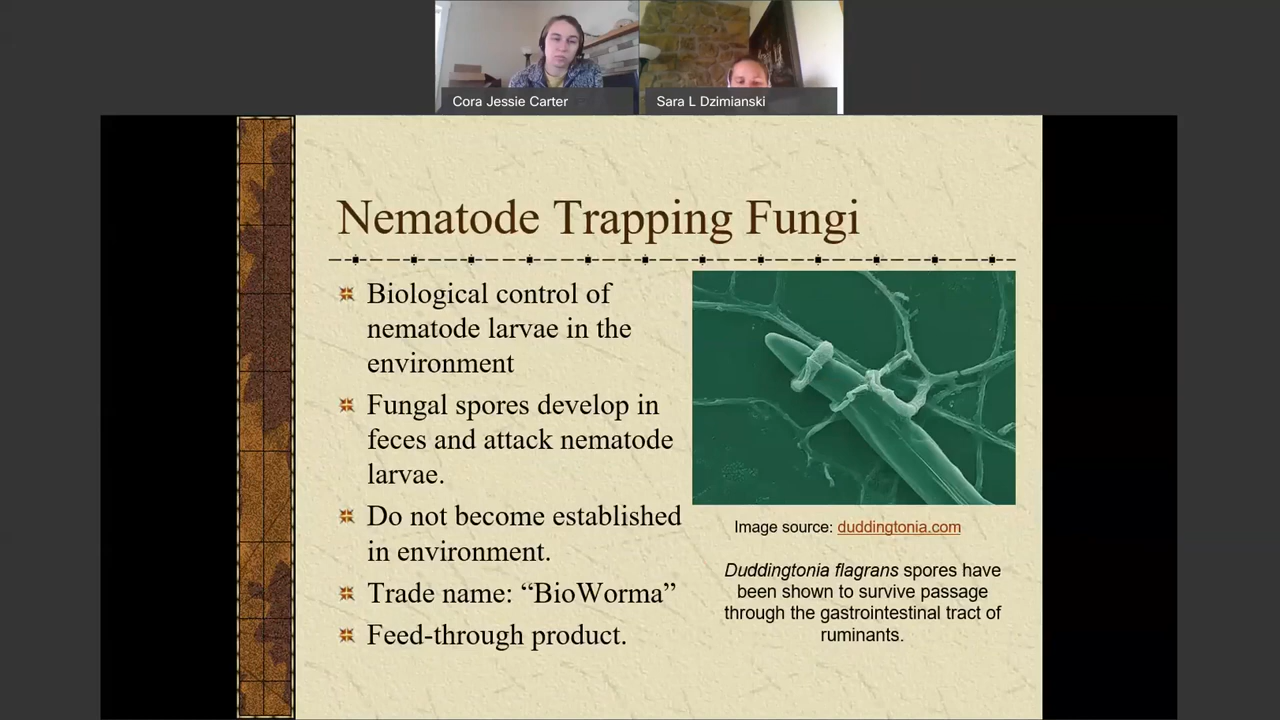 Cora Jessie Carter
Sara L Dzimianski
Nematode Trapping Fungi
Biological control of
nematode larvae in the
environment
Fungal spores develop in
feces and attack nematode
larvae.
Do not become established
in environment.
Trade name: “BioWorma”
Feed-through product.
Image source: duddingtonia.com
Duddingtonia flagrans spores have
been shown to survive passage
through the gastrointestinal tract of
ruminants.